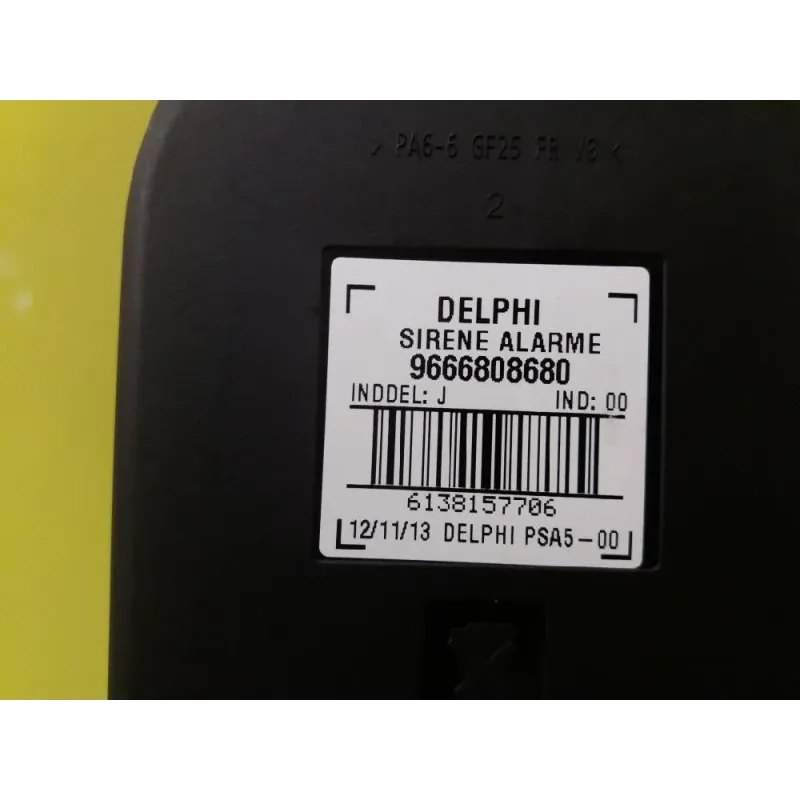 > PA6-6 GF25 FR V0 <
2
DELPHI
SIRENE ALARME
9666808680
INDDEL: J IND: 00
6138157706
12/11/13 DELPHI PSA5-00